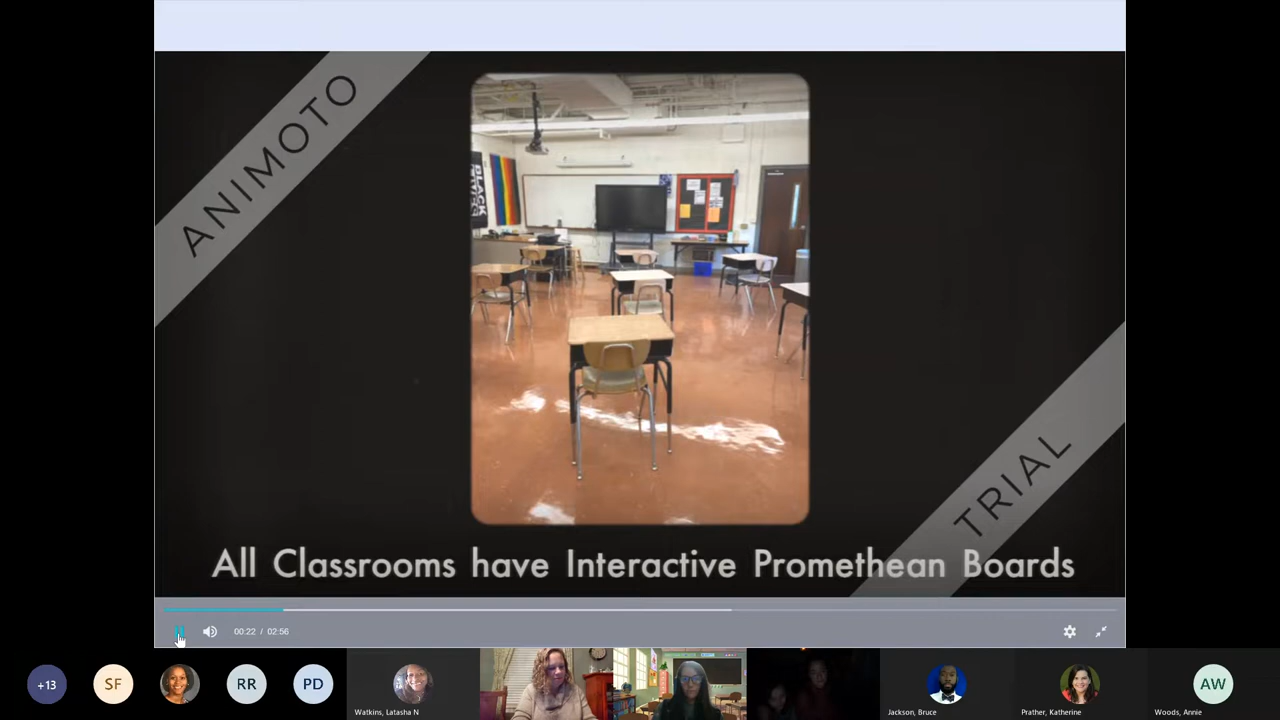 ANIMOTO
BLACK
TRIAL
All Classrooms have Interactive Promethean Boards
00:22 / 02:56
+13
SF
RR
PD
AW
Watkins, Latasha N
Jackson, Bruce
Prather, Katherine
Woods, Annie